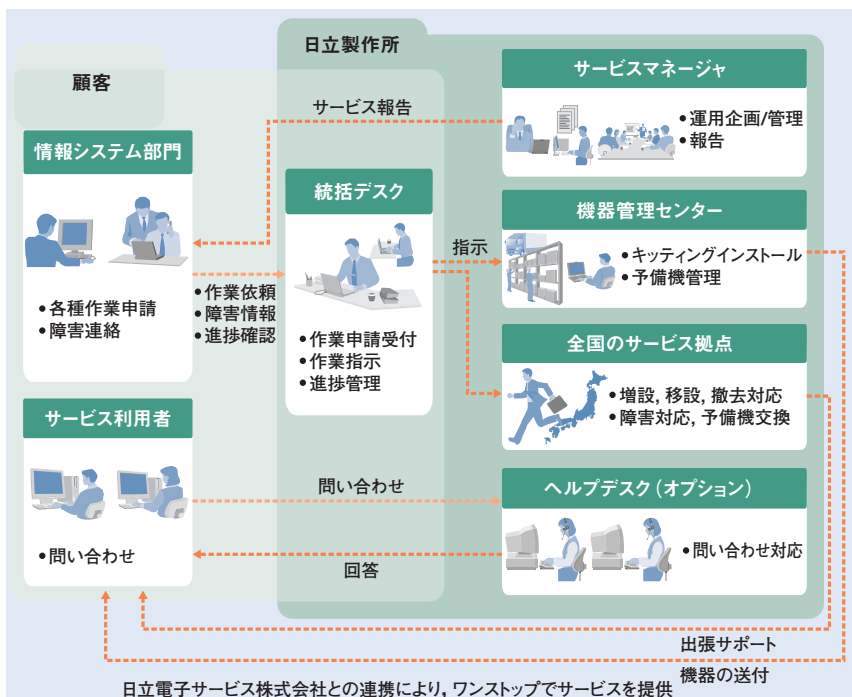 日立製作所
顧客
サービスマネージャ
・運用企画/管理
・報告
サービス報告
情報システム部門
・各種作業申請
・障害連絡
・作業依頼
・障害情報
・進捗確認
統括デスク
・作業申請受付
・作業指示
・進捗管理
指示
機器管理センター
・キッティングインストール
・予備機管理
全国のサービス拠点
・増設, 移設, 撤去対応
・障害対応, 予備機交換
サービス利用者
・問い合わせ
問い合わせ
回答
ヘルプデスク(オプション)
・問い合わせ対応
出張サポート
機器の送付
日立電子サービス株式会社との連携により, ワンストップでサービスを提供